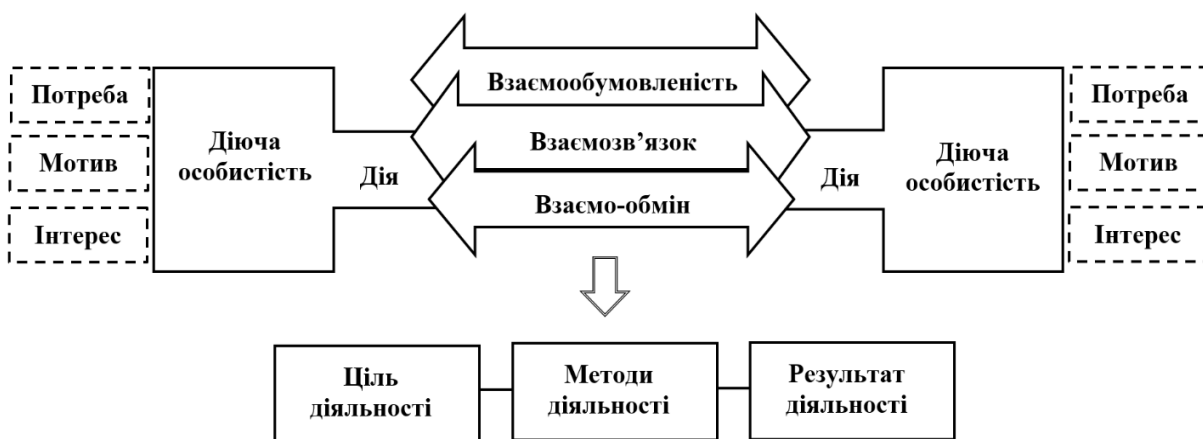 Потреба
Мотив
Інтерес
Діюча
особистість
Дія
Взаємообумовленість
Взаємозв’язок
Взаємо-обмін
Дія
Діюча
особистість
Потреба
Мотив
Інтерес
Ціль
діяльності
Методи
діяльності
Результат
діяльності